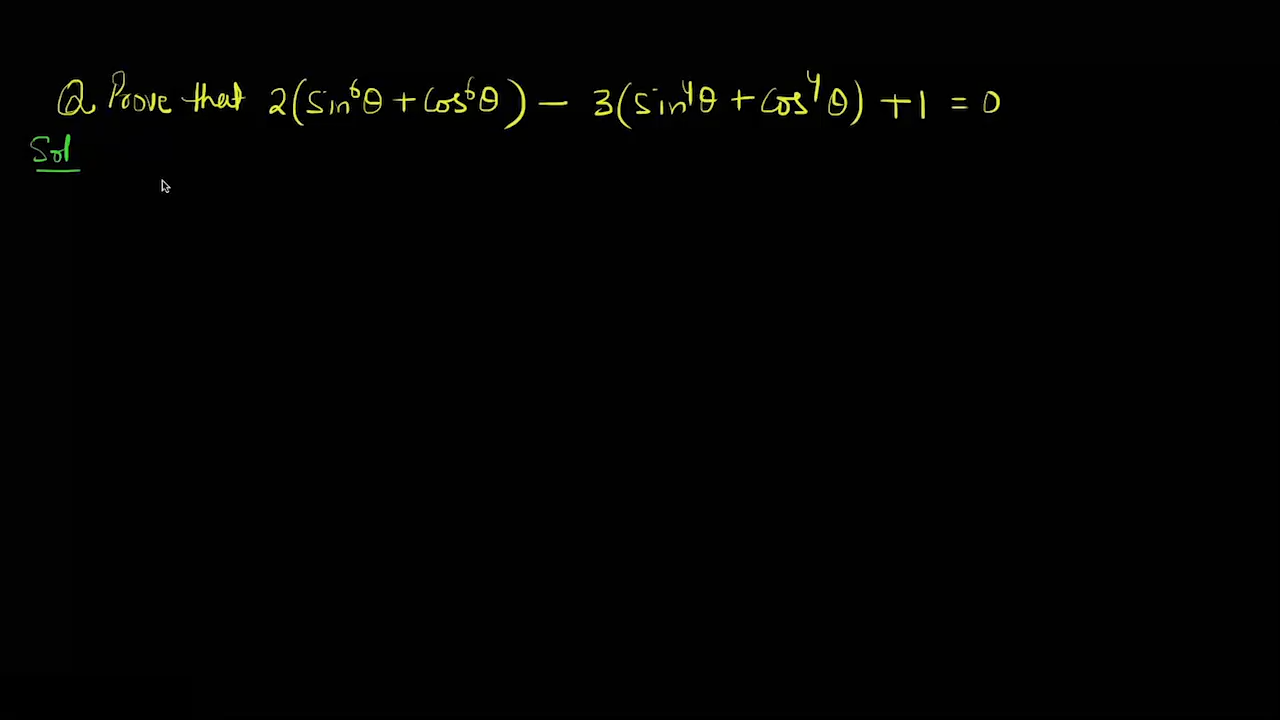 Q Prove that 2(Sin⁶θ + Cos⁶θ) − 3(Sin⁴θ + Cos⁴θ) + 1 = 0
Sol